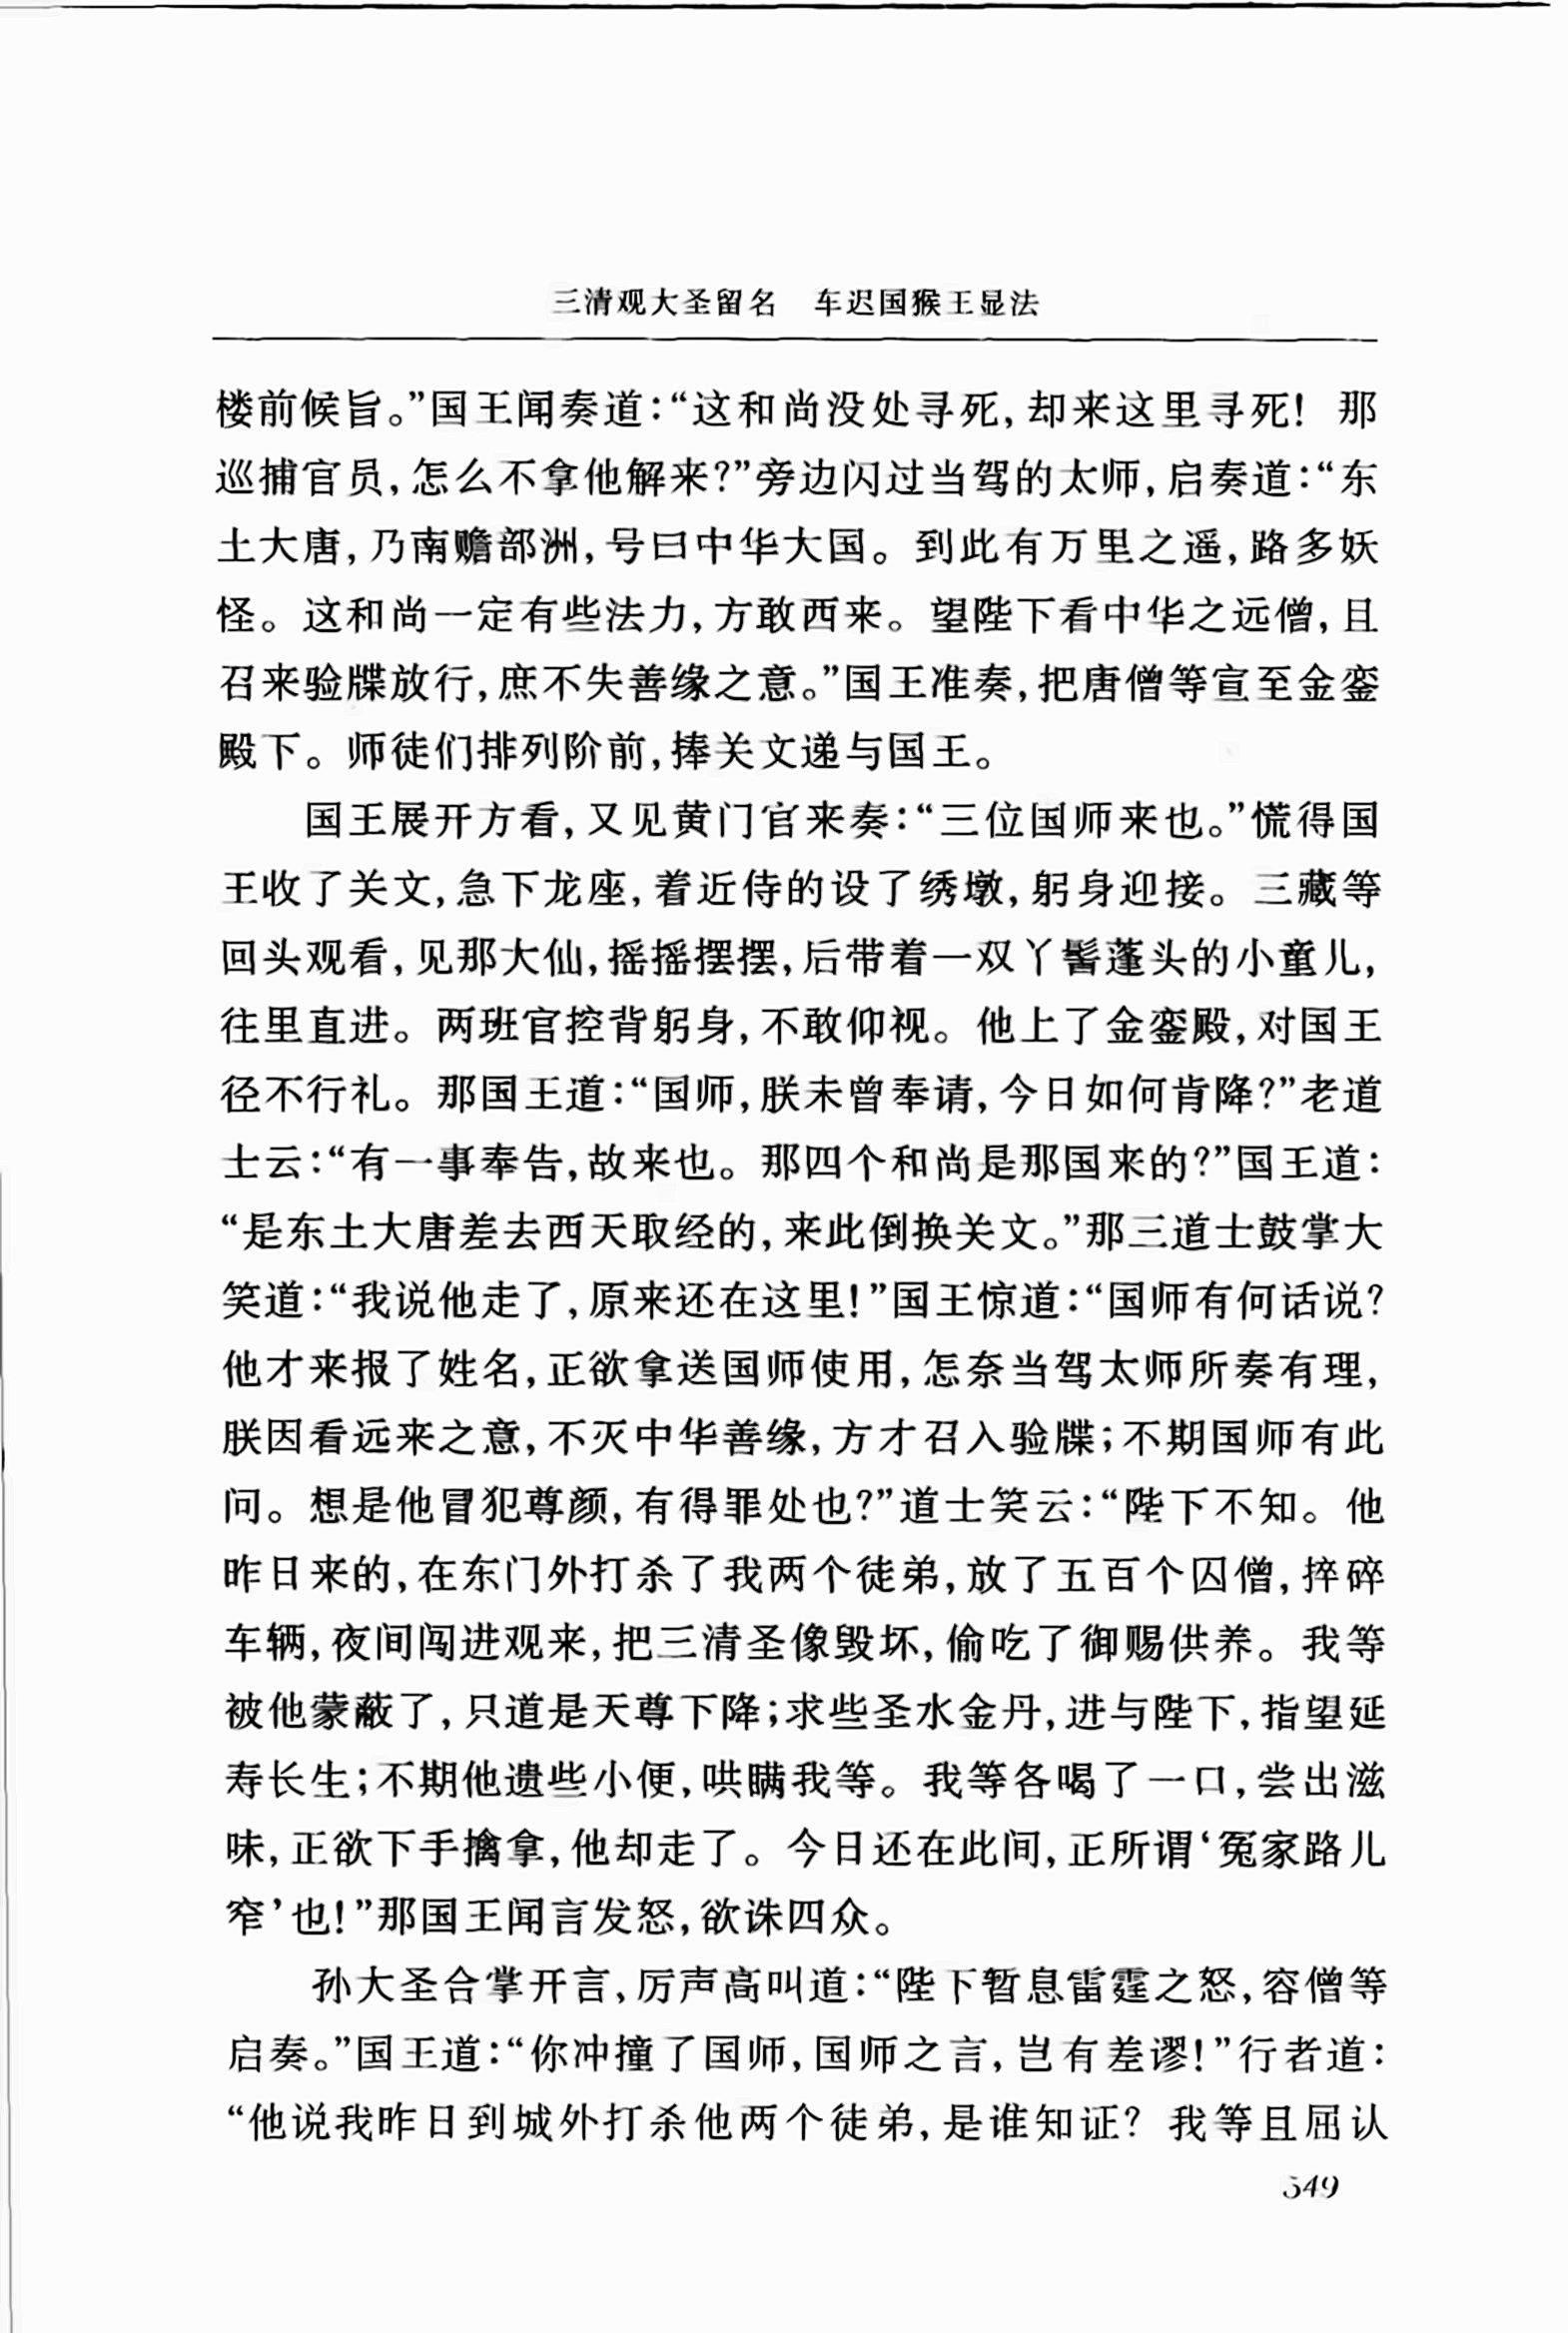 三清观大圣留名　车迟国猴王显法
楼前候旨。”国王闻奏道：“这和尚没处寻死，却来这里寻死！那
巡捕官员，怎么不拿他解来？”旁边闪过当驾的太师，启奏道：“东
土大唐，乃南赡部洲，号曰中华大国。到此有万里之遥，路多妖
怪。这和尚一定有些法力，方敢西来。望陛下看中华之远僧，且
召来验牒放行，庶不失善缘之意。”国王准奏，把唐僧等宣至金銮
殿下。师徒们排列阶前，捧关文递与国王。
国王展开方看，又见黄门官来奏：“三位国师来也。”慌得国
王收了关文，急下龙座，着近侍的设了绣墩，躬身迎接。三藏等
回头观看，见那大仙，摇摇摆摆，后带着一双丫髻蓬头的小童儿，
往里直进。两班官控背躬身，不敢仰视。他上了金銮殿，对国王
径不行礼。那国王道：“国师，朕未曾奉请，今日如何肯降？”老道
士云：“有一事奉告，故来也。那四个和尚是那国来的？”国王道：
“是东土大唐差去西天取经的，来此倒换关文。”那三道士鼓掌大
笑道：“我说他走了，原来还在这里！”国王惊道：“国师有何话说？
他才来报了姓名，正欲拿送国师使用，怎奈当驾太师所奏有理，
朕因看远来之意，不灭中华善缘，方才召入验牒；不期国师有此
问。想是他冒犯尊颜，有得罪处也？”道士笑云：“陛下不知。他
昨日来的，在东门外打杀了我两个徒弟，放了五百个囚僧，捽碎
车辆，夜间闯进观来，把三清圣像毁坏，偷吃了御赐供养。我等
被他蒙蔽了，只道是天尊下降；求些圣水金丹，进与陛下，指望延
寿长生；不期他遗些小便，哄瞒我等。我等各喝了一口，尝出滋
味，正欲下手擒拿，他却走了。今日还在此间，正所谓‘冤家路儿
窄’也！”那国王闻言发怒，欲诛四众。
孙大圣合掌开言，厉声高叫道：“陛下暂息雷霆之怒，容僧等
启奏。”国王道：“你冲撞了国师，国师之言，岂有差谬！”行者道：
“他说我昨日到城外打杀他两个徒弟，是谁知证？我等且屈认
549